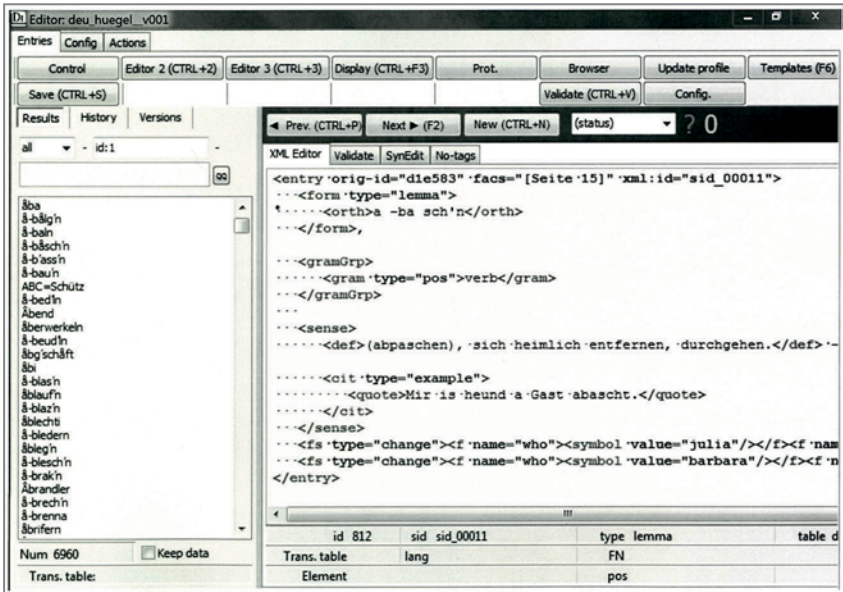 Editor: deu_huegel__v001
Entries Config Actions
Control Editor 2 (CTRL+2) Editor 3 (CTRL+3) Display (CTRL+F3) Prot. Browser Update profile Templates (F6)
Save (CTRL+S) Validate (CTRL+V) Config.
Results History Versions
◄ Prev. (CTRL+P) Next ► (F2) New (CTRL+N) (status) ? 0
all - id:1 -
XML Editor Validate SynEdit No-tags
<entry·orig-id="d1e583"·facs="[Seite·15]"·xml:id="sid_00011">
···<form·type="lemma">
······<orth>a -ba sch'n</orth>
···</form>,
···<gramGrp>
······<gram·type="pos">verb</gram>
···</gramGrp>
···
···<sense>
······<def>(abpaschen),·sich·heimlich·entfernen,·durchgehen.</def>·-
······<cit·type="example">
·········<quote>Mir·is·heund·a·Gast·abascht.</quote>
······</cit>
···</sense>
···<fs·type="change"><f·name="who"><symbol·value="julia"/></f><f·nam
···<fs·type="change"><f·name="who"><symbol·value="barbara"/></f><f·n
</entry>
åba
å-bålg'n
å-baln
å-båsch'n
å-b'ass'n
å-bau'n
ABC=Schütz
å-bed'ln
Åbend
åberwerkeln
å-beud'ln
åbg'schåft
åbi
å-blas'n
åblaufn
å-blaz'n
åblechti
å-bledern
åbleg'n
å-blesch'n
å-brak'n
Åbrandler
å-brech'n
å-brenna
åbrifern
Num 6960 Keep data
Trans. table:
id 812 sid sid_00011 type lemma table d
Trans. table lang FN
Element pos